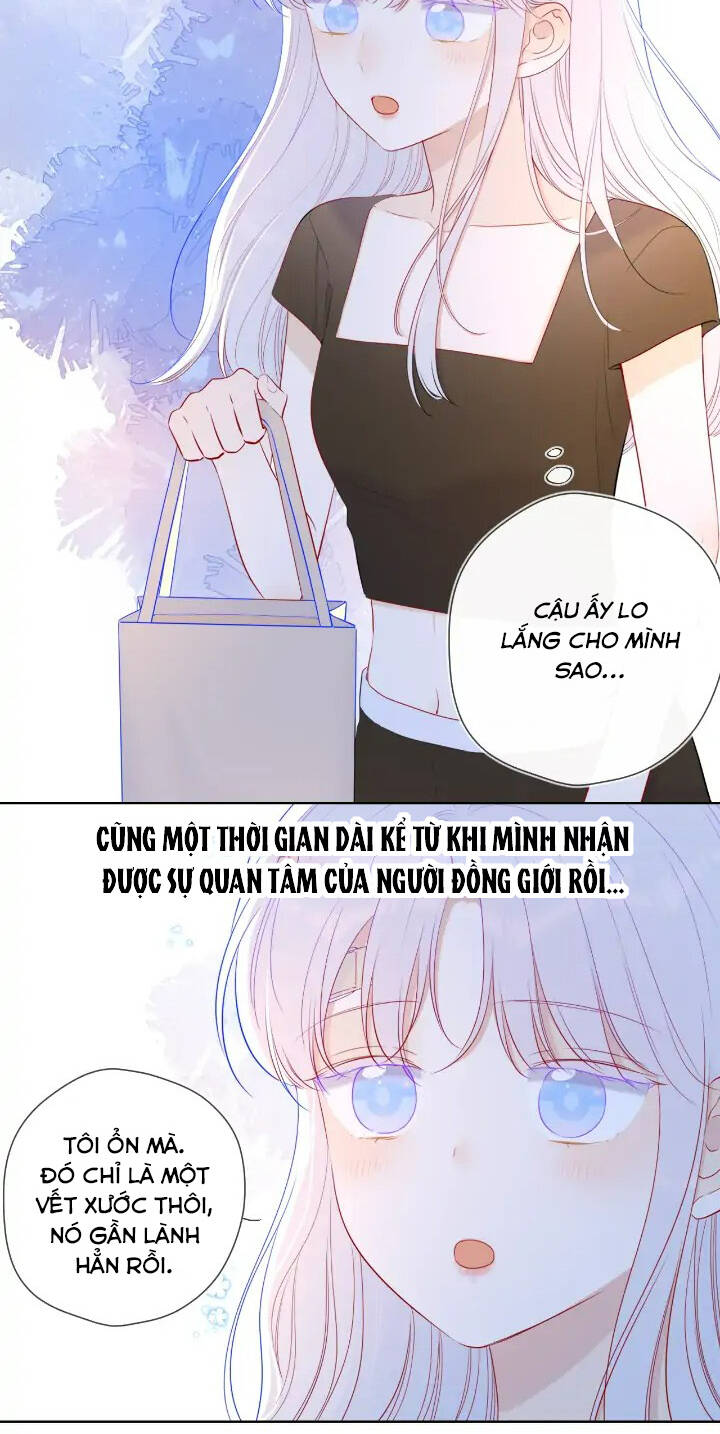 CẬU ẤY LO
LẮNG CHO MÌNH
SAO...
CŨNG MỘT THỜI GIAN DÀI KỂ TỪ KHI MÌNH NHẬN
ĐƯỢC SỰ QUAN TÂM CỦA NGƯỜI ĐỒNG GIỚI RỒI...
TÔI ỔN MÀ.
ĐÓ CHỈ LÀ MỘT
VẾT XƯỚC THÔI,
NÓ GẦN LÀNH
HẲN RỒI.